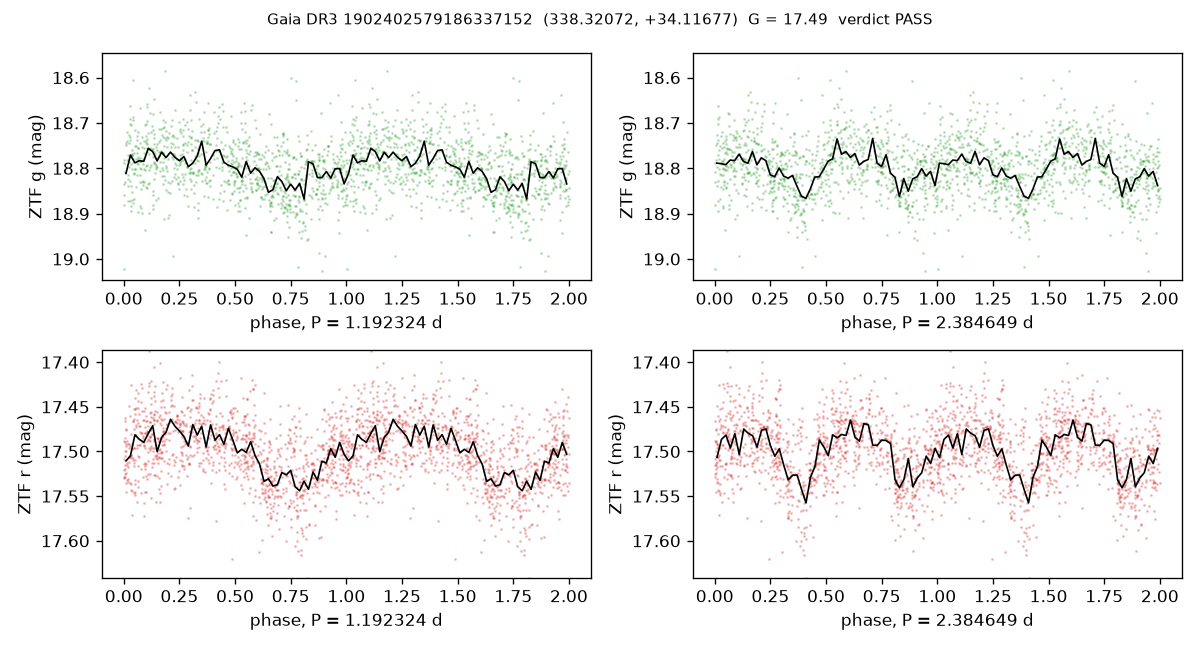 Gaia DR3 1902402579186337152 (338.32072, +34.11677) G = 17.49 verdict PASS
ZTF g (mag)
18.6
18.7
18.8
18.9
19.0
0.00 0.25 0.50 0.75 1.00 1.25 1.50 1.75 2.00
phase, P = 1.192324 d
ZTF g (mag)
18.6
18.7
18.8
18.9
19.0
0.00 0.25 0.50 0.75 1.00 1.25 1.50 1.75 2.00
phase, P = 2.384649 d
ZTF r (mag)
17.40
17.45
17.50
17.55
17.60
0.00 0.25 0.50 0.75 1.00 1.25 1.50 1.75 2.00
phase, P = 1.192324 d
ZTF r (mag)
17.40
17.45
17.50
17.55
17.60
0.00 0.25 0.50 0.75 1.00 1.25 1.50 1.75 2.00
phase, P = 2.384649 d